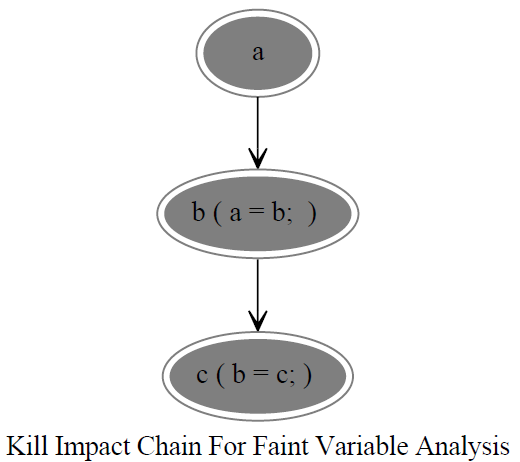 a
b ( a = b;  )
c ( b = c; )
Kill Impact Chain For Faint Variable Analysis